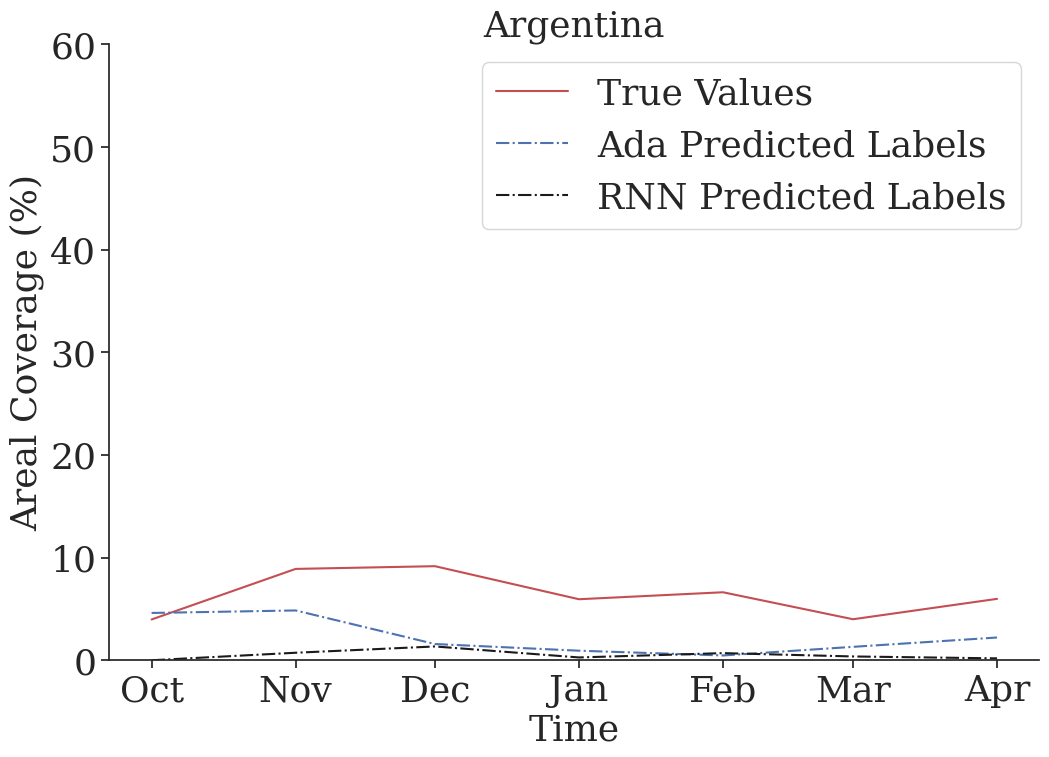 Argentina
60
50
40
30
20
10
0
Areal Coverage (%)
True Values
Ada Predicted Labels
RNN Predicted Labels
Oct Nov Dec Jan Feb Mar Apr
Time